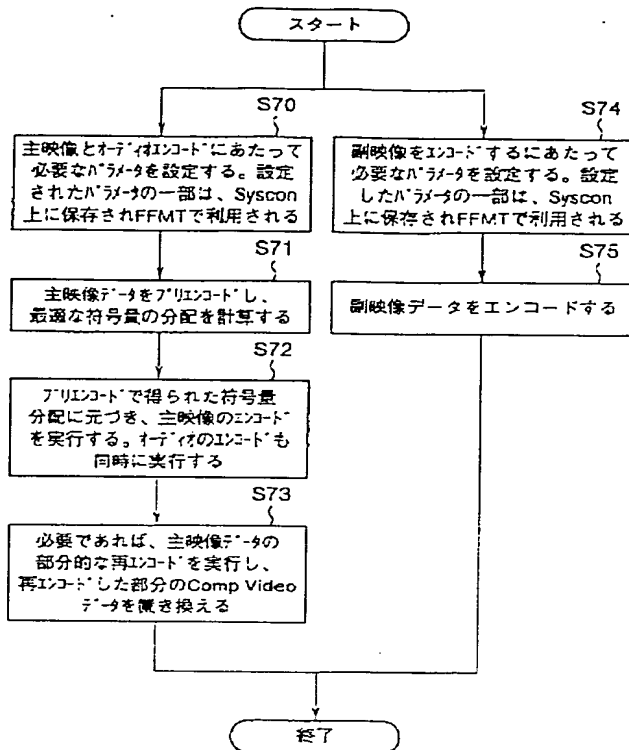 スタート
S70
主映像とオーディオエンコードにあたって
必要なパラメータを設定する。設定
されたパラメータの一部は、Syscon
上に保存されFFMTで利用される
S71
主映像データをプリエンコードし、
最適な符号量の分配を計算する
S72
プリエンコードで得られた符号量
分配に元づき、主映像のエンコード
を実行する。オーディオのエンコードも
同時に実行する
S73
必要であれば、主映像データの
部分的な再エンコードを実行し、
再エンコードした部分のComp Video
データを置き換える
S74
副映像をエンコードするにあたって
必要なパラメータを設定する。設定
したパラメータの一部は、Syscon
上に保存されFFMTで利用される
S75
副映像データをエンコードする
終了